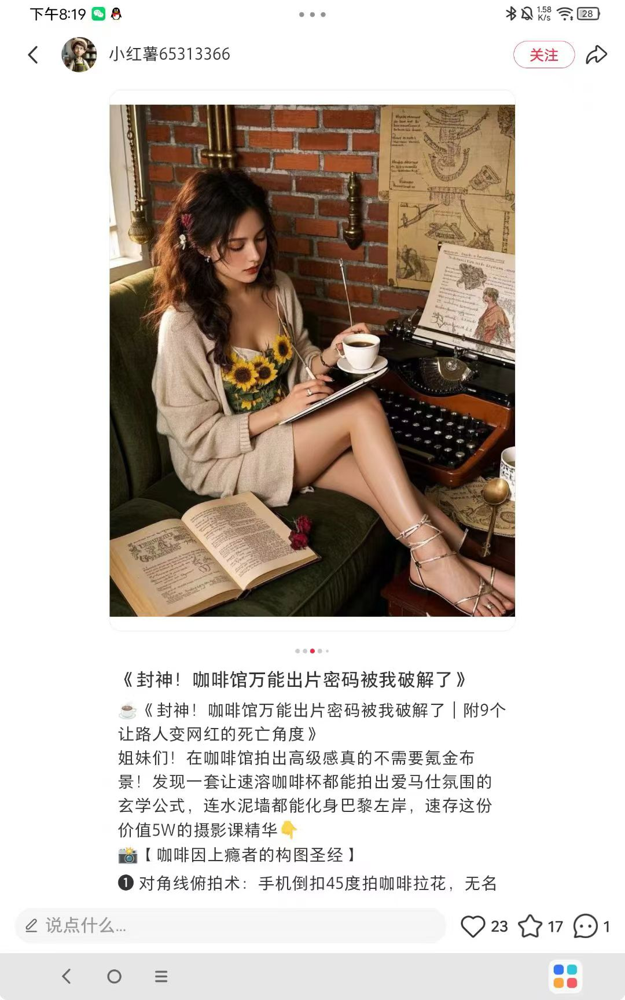 下午8:19
1.58
K/s
28
小红薯65313366
关注
《封神！咖啡馆万能出片密码被我破解了》
☕《封神！咖啡馆万能出片密码被我破解了｜附9个
让路人变网红的死亡角度》
姐妹们！在咖啡馆拍出高级感真的不需要氪金布
景！发现一套让速溶咖啡杯都能拍出爱马仕氛围的
玄学公式，连水泥墙都能化身巴黎左岸，速存这份
价值5W的摄影课精华👇
📸【咖啡因上瘾者的构图圣经】
❶ 对角线俯拍术：手机倒扣45度拍咖啡拉花，无名
说点什么...
23
17
1